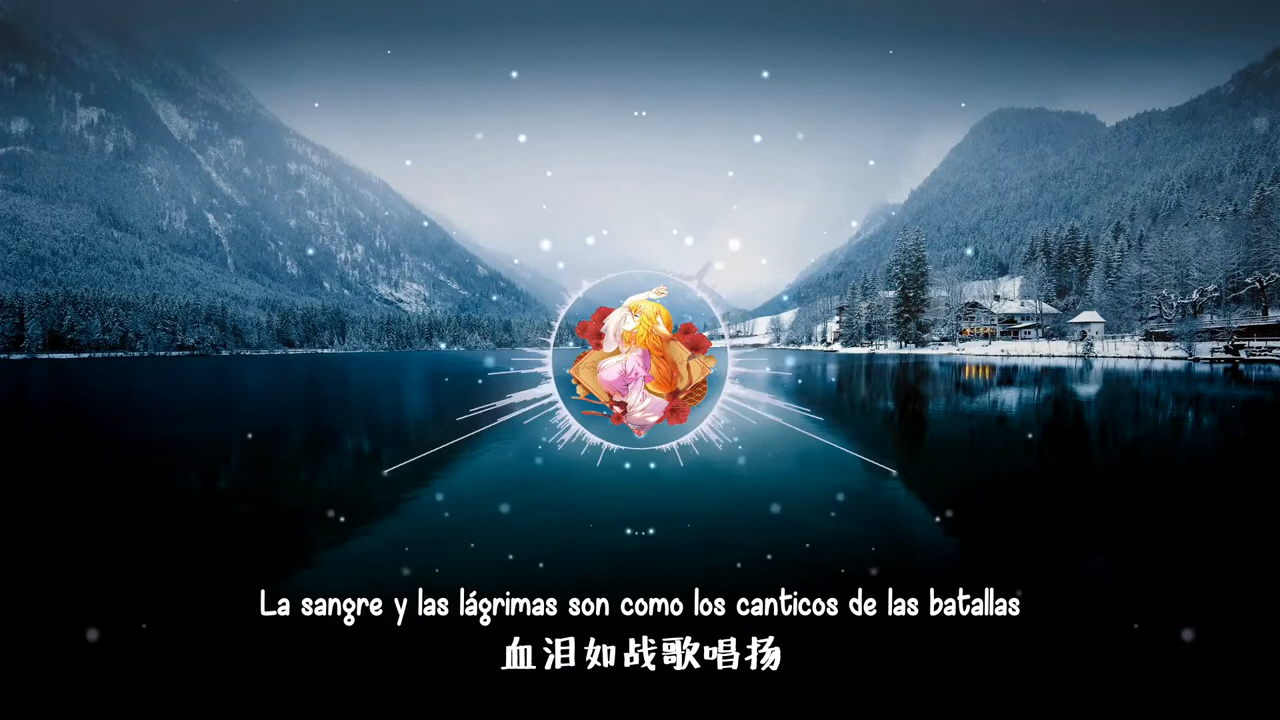 La sangre y las lágrimas son como los canticos de las batallas
血泪如战歌唱扬